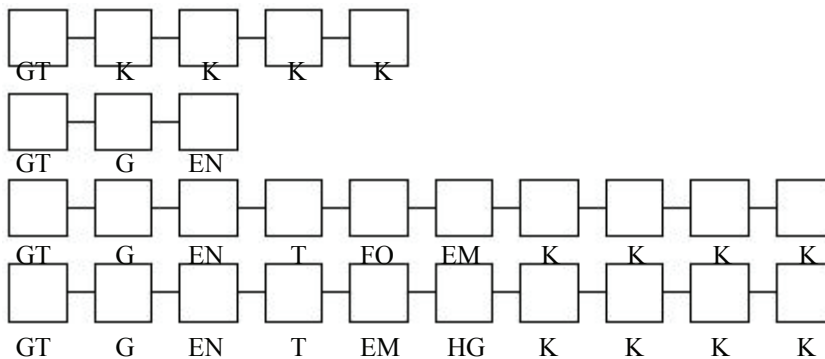 GT K K K K
GT G EN
GT G EN T FO EM K K K K
GT G EN T EM HG K K K K